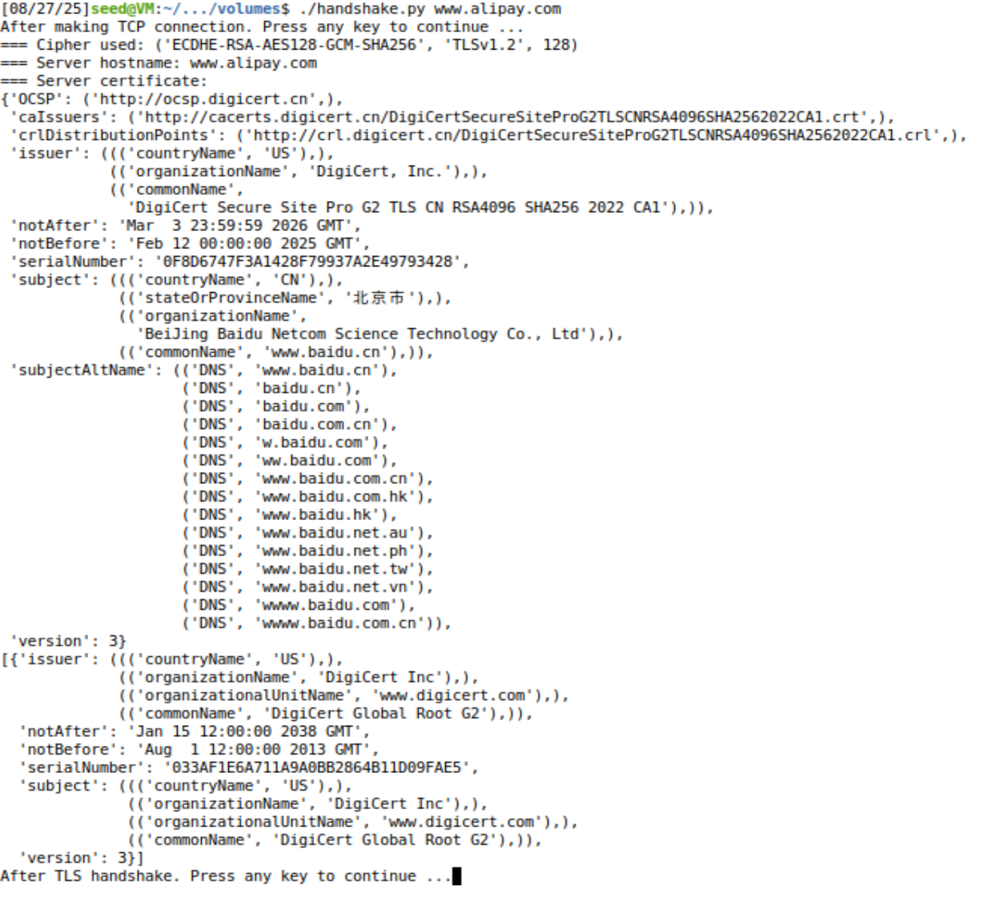 [08/27/25]seed@VM:~/.../volumes$ ./handshake.py www.alipay.com
After making TCP connection. Press any key to continue ...
=== Cipher used: ('ECDHE-RSA-AES128-GCM-SHA256', 'TLSv1.2', 128)
=== Server hostname: www.alipay.com
=== Server certificate:
{'OCSP': ('http://ocsp.digicert.cn',),
 'caIssuers': ('http://cacerts.digicert.cn/DigiCertSecureSiteProG2TLSCNRSA4096SHA2562022CA1.crt',),
 'crlDistributionPoints': ('http://crl.digicert.cn/DigiCertSecureSiteProG2TLSCNRSA4096SHA2562022CA1.crl',),
 'issuer': ((('countryName', 'US'),),
            (('organizationName', 'DigiCert, Inc.'),),
            (('commonName',
              'DigiCert Secure Site Pro G2 TLS CN RSA4096 SHA256 2022 CA1'),)),
 'notAfter': 'Mar  3 23:59:59 2026 GMT',
 'notBefore': 'Feb 12 00:00:00 2025 GMT',
 'serialNumber': '0F8D6747F3A1428F79937A2E49793428',
 'subject': ((('countryName', 'CN'),),
             (('stateOrProvinceName', '北京市'),),
             (('organizationName',
               'BeiJing Baidu Netcom Science Technology Co., Ltd'),),
             (('commonName', 'www.baidu.cn'),)),
 'subjectAltName': (('DNS', 'www.baidu.cn'),
                    ('DNS', 'baidu.cn'),
                    ('DNS', 'baidu.com'),
                    ('DNS', 'baidu.com.cn'),
                    ('DNS', 'w.baidu.com'),
                    ('DNS', 'ww.baidu.com'),
                    ('DNS', 'www.baidu.com.cn'),
                    ('DNS', 'www.baidu.com.hk'),
                    ('DNS', 'www.baidu.hk'),
                    ('DNS', 'www.baidu.net.au'),
                    ('DNS', 'www.baidu.net.ph'),
                    ('DNS', 'www.baidu.net.tw'),
                    ('DNS', 'www.baidu.net.vn'),
                    ('DNS', 'wwww.baidu.com'),
                    ('DNS', 'wwww.baidu.com.cn')),
 'version': 3}
[{'issuer': ((('countryName', 'US'),),
             (('organizationName', 'DigiCert Inc'),),
             (('organizationalUnitName', 'www.digicert.com'),),
             (('commonName', 'DigiCert Global Root G2'),)),
  'notAfter': 'Jan 15 12:00:00 2038 GMT',
  'notBefore': 'Aug  1 12:00:00 2013 GMT',
  'serialNumber': '033AF1E6A711A9A0BB2864B11D09FAE5',
  'subject': ((('countryName', 'US'),),
              (('organizationName', 'DigiCert Inc'),),
              (('organizationalUnitName', 'www.digicert.com'),),
              (('commonName', 'DigiCert Global Root G2'),)),
  'version': 3}]
After TLS handshake. Press any key to continue ...